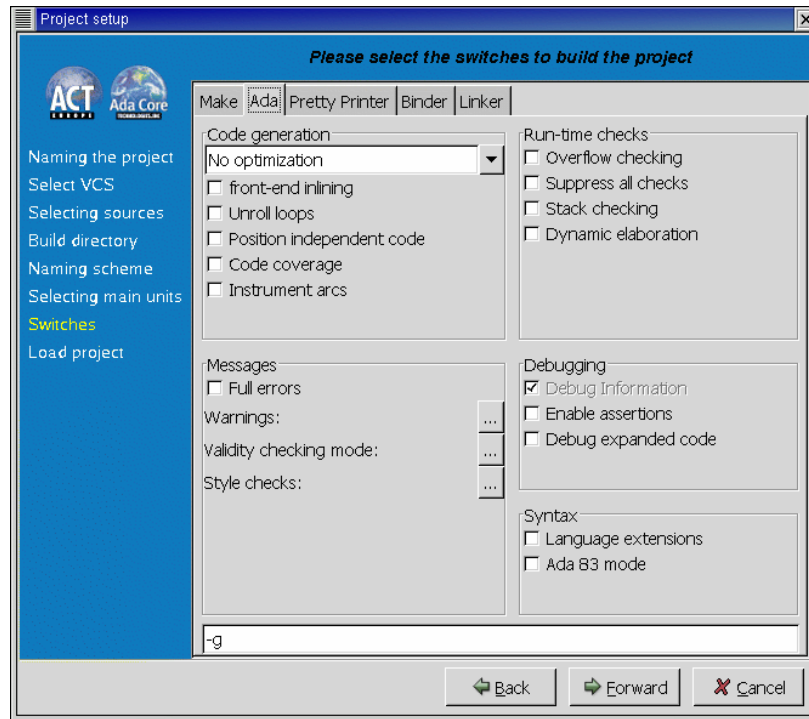 Project setup
Please select the switches to build the project
ACT
EUROPE
Ada Core
TECHNOLOGIES, INC.
Naming the project
Select VCS
Selecting sources
Build directory
Naming scheme
Selecting main units
Switches
Load project
Make Ada Pretty Printer Binder Linker
Code generation
No optimization
front-end inlining
Unroll loops
Position independent code
Code coverage
Instrument arcs
Run-time checks
Overflow checking
Suppress all checks
Stack checking
Dynamic elaboration
Messages
Full errors
Warnings: ...
Validity checking mode: ...
Style checks: ...
Debugging
Debug Information
Enable assertions
Debug expanded code
Syntax
Language extensions
Ada 83 mode
-g
Back Forward Cancel